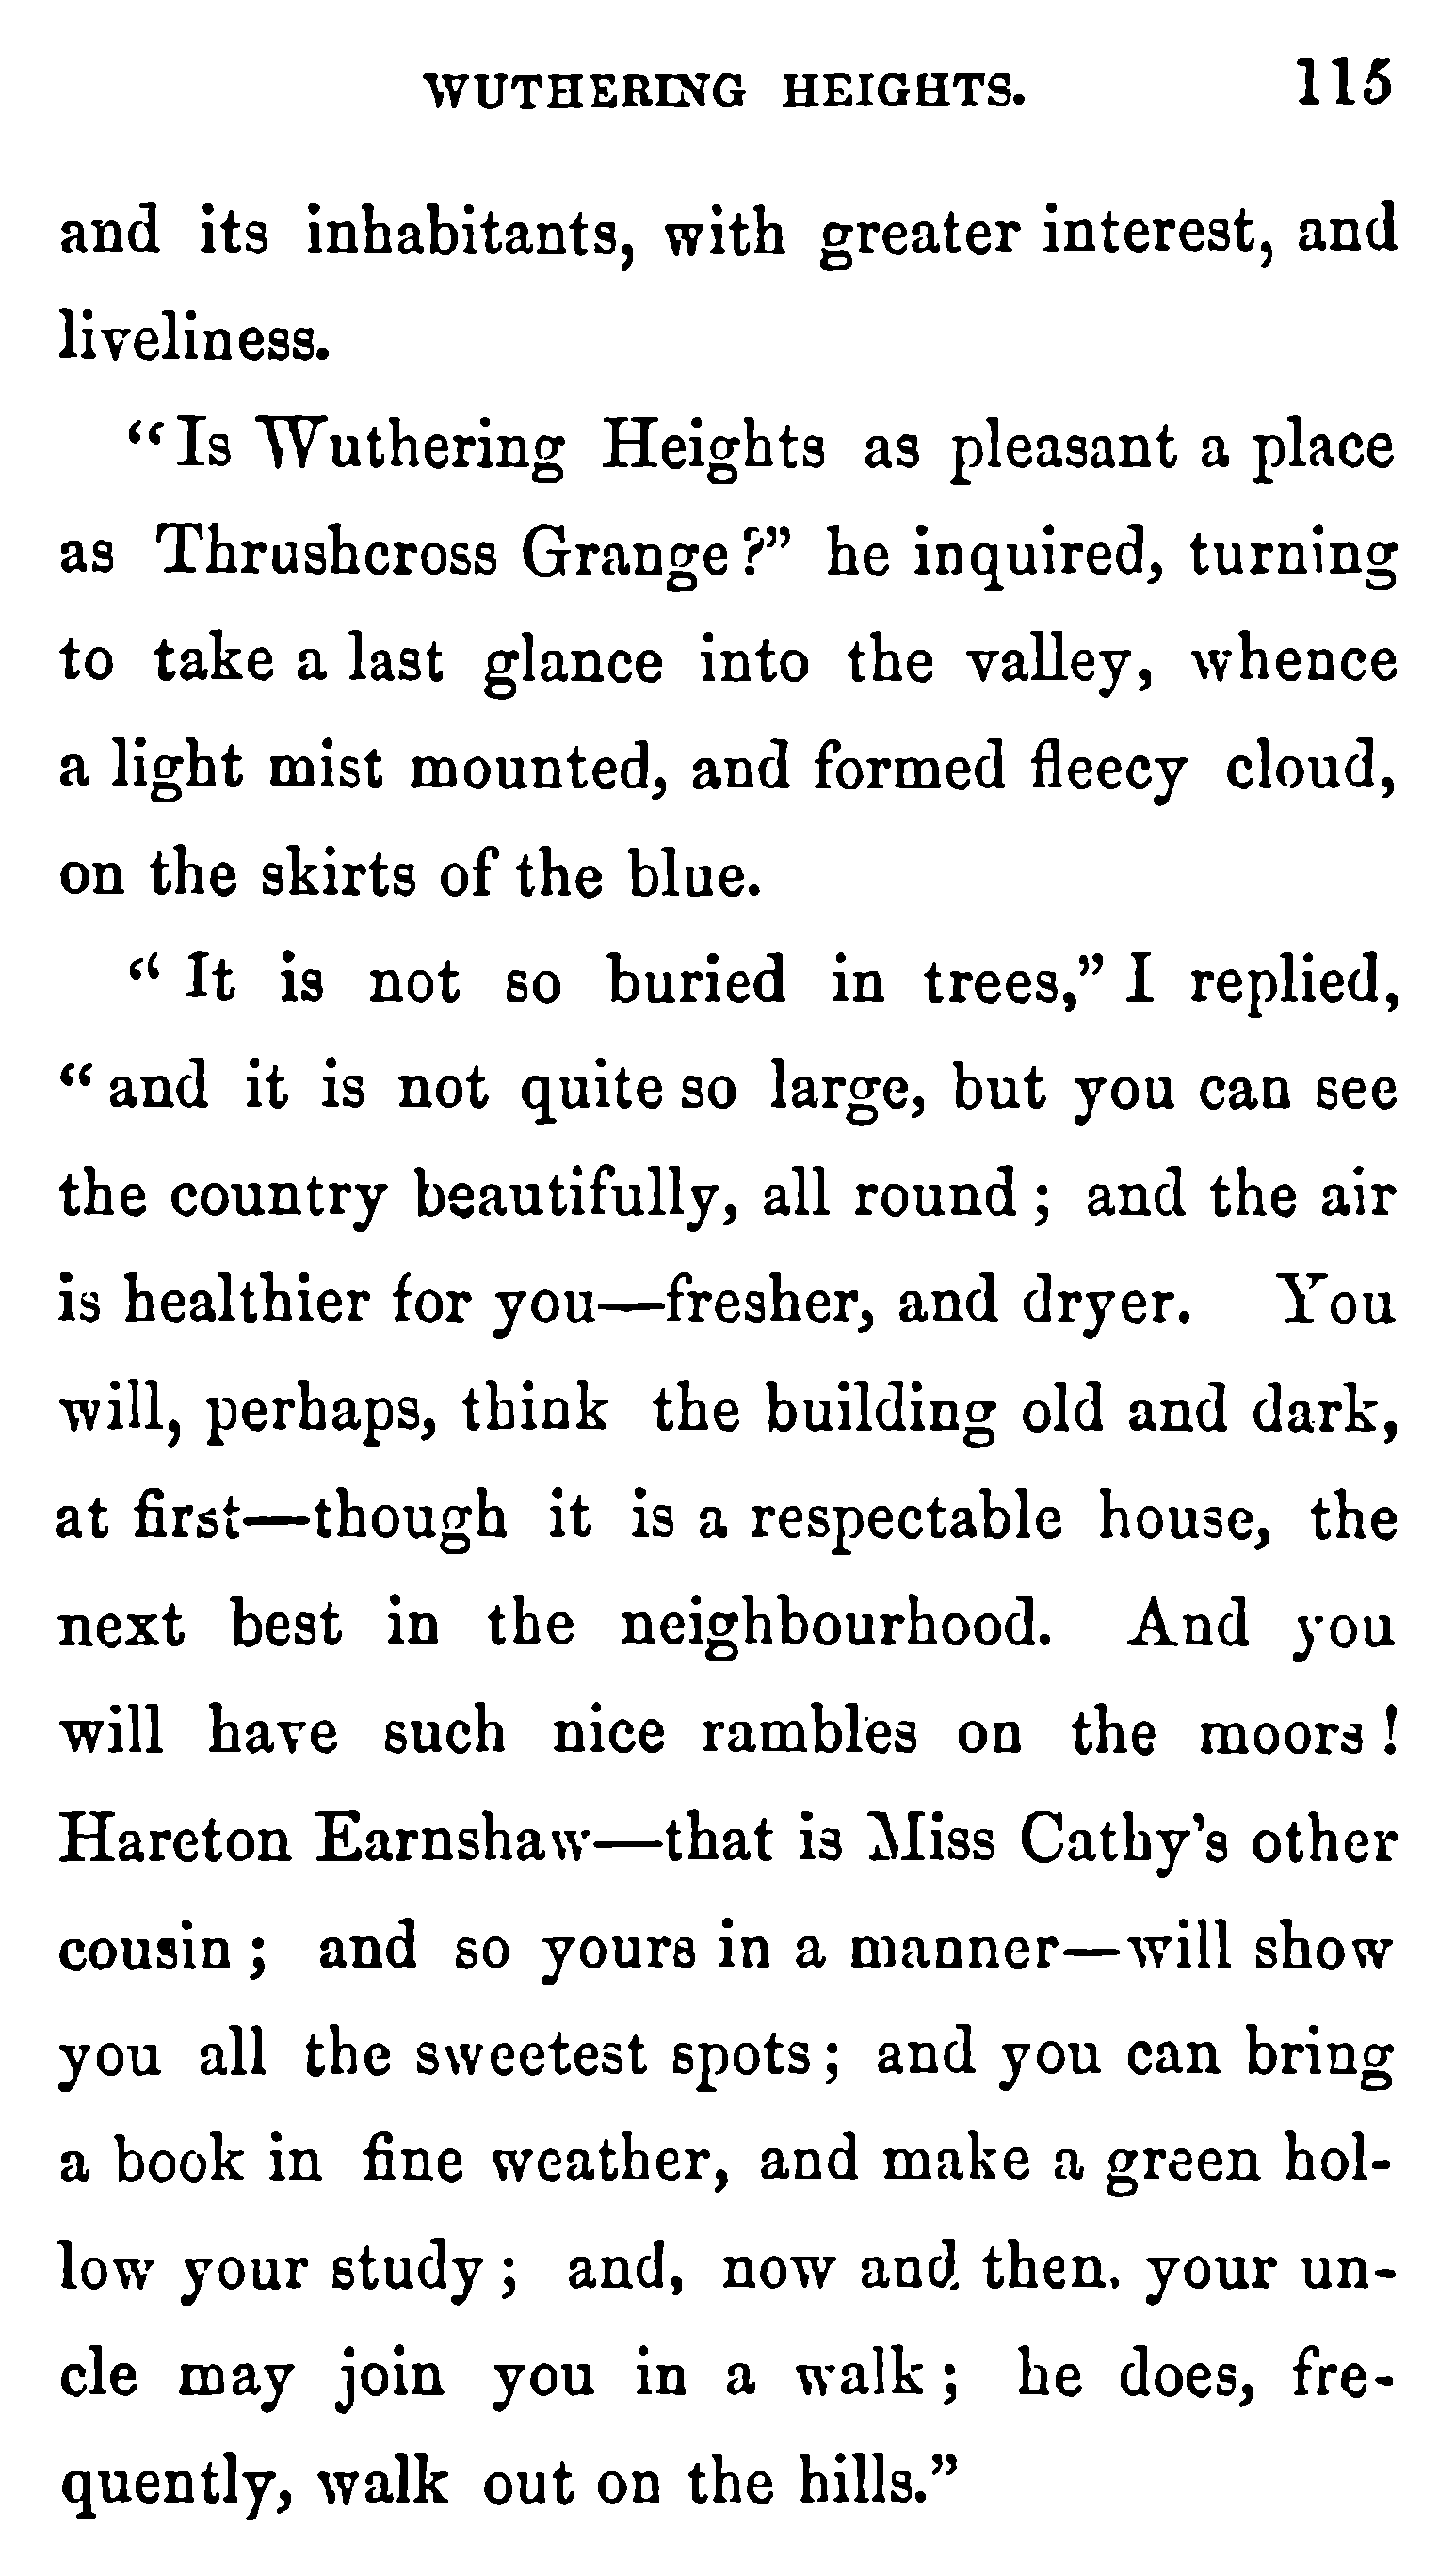 WUTHERING HEIGHTS. 115
and its inhabitants, with greater interest, and
liveliness.
“Is Wuthering Heights as pleasant a place
as Thrushcross Grange?” he inquired, turning
to take a last glance into the valley, whence
a light mist mounted, and formed fleecy cloud,
on the skirts of the blue.
“It is not so buried in trees,” I replied,
“and it is not quite so large, but you can see
the country beautifully, all round; and the air
is healthier for you—fresher, and dryer. You
will, perhaps, think the building old and dark,
at first—though it is a respectable house, the
next best in the neighbourhood. And you
will have such nice rambles on the moors!
Hareton Earnshaw—that is Miss Cathy’s other
cousin; and so yours in a manner—will show
you all the sweetest spots; and you can bring
a book in fine weather, and make a green hol-
low your study; and, now and then, your un-
cle may join you in a walk; he does, fre-
quently, walk out on the hills.”